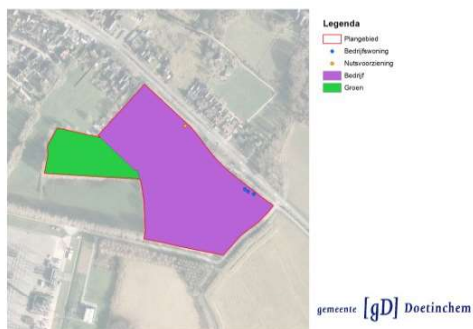 Legenda
Plangebied
Bedrijfswoning
Nutsvoorziening
Bedrijf
Groen
gemeente [gD] Doetinchem